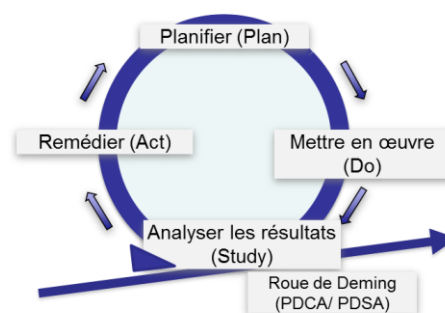 Planifier (Plan)
Remédier (Act)
Mettre en œuvre
(Do)
Analyser les résultats
(Study)
Roue de Deming
(PDCA/ PDSA)